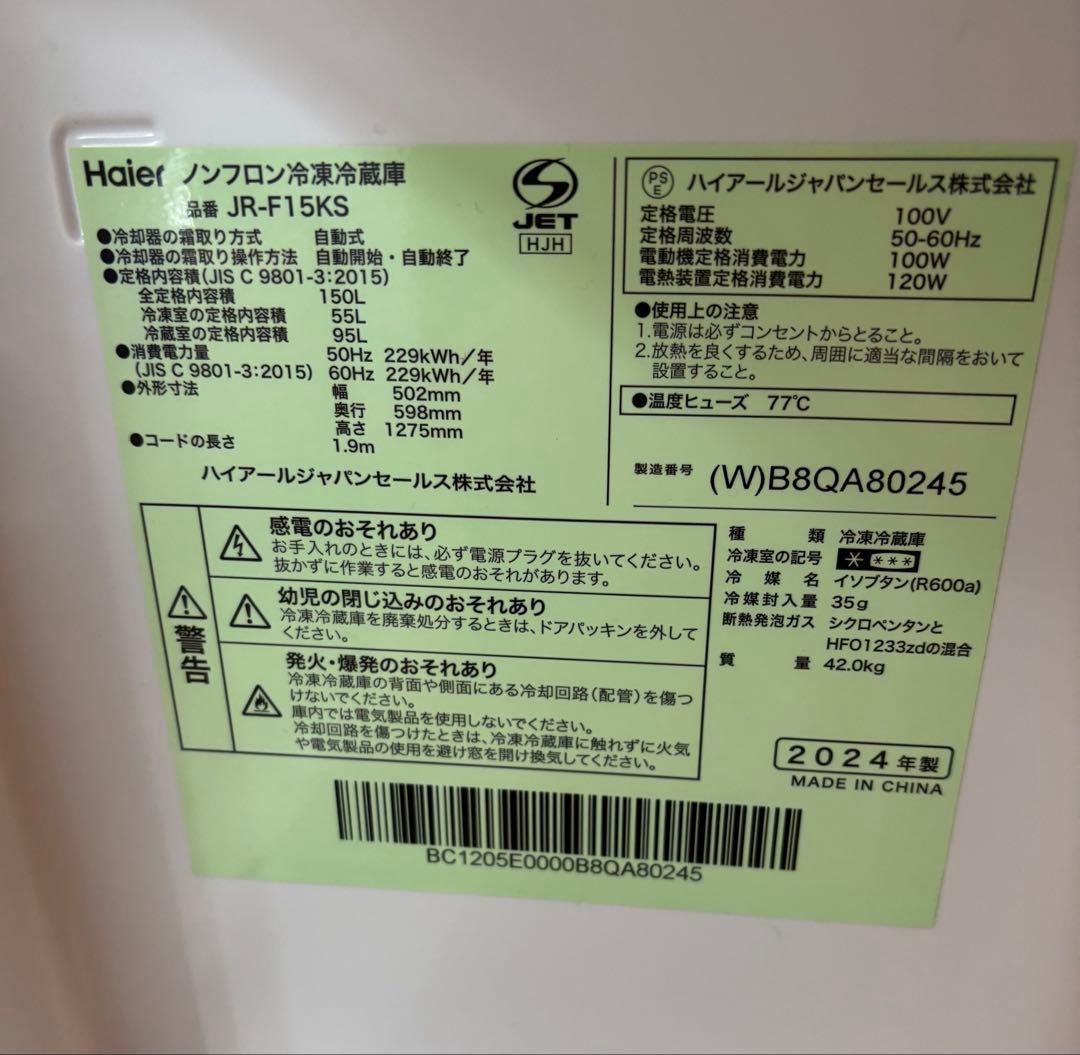 Haier ノンフロン冷凍冷蔵庫
品番 JR-F15KS
●冷却器の霜取り方式 自動式
●冷却器の霜取り操作方法 自動開始・自動終了
●定格内容積(JIS C 9801-3:2015)
全定格内容積 150L
冷凍室の定格内容積 55L
冷蔵室の定格内容積 95L
●消費電力量 50Hz 229kWh/年
(JIS C 9801-3:2015) 60Hz 229kWh/年
●外形寸法 幅 502mm
奥行 598mm
高さ 1275mm
●コードの長さ 1.9m
ハイアールジャパンセールス株式会社
JET
HJH
PSE ハイアールジャパンセールス株式会社
定格電圧 100V
定格周波数 50-60Hz
電動機定格消費電力 100W
電熱装置定格消費電力 120W
●使用上の注意
1.電源は必ずコンセントからとること。
2.放熱を良くするため、周囲に適当な間隔をおいて
設置すること。
●温度ヒューズ 77℃
製造番号 (W)B8QA80245
警告
感電のおそれあり
お手入れのときには、必ず電源プラグを抜いてください。
抜かずに作業すると感電のおそれがあります。
幼児の閉じ込みのおそれあり
冷凍冷蔵庫を廃棄処分するときは、ドアパッキンを外して
ください。
発火・爆発のおそれあり
冷凍冷蔵庫の背面や側面にある冷却回路(配管)を傷つ
けないでください。
庫内では電気製品を使用しないでください。
冷却回路を傷つけたときは、冷凍冷蔵庫に触れずに火気
や電気製品の使用を避け窓を開け換気してください。
種類 冷凍冷蔵庫
冷凍室の記号 * ***
冷媒名 イソブタン(R600a)
冷媒封入量 35g
断熱発泡ガス シクロペンタンと
HFO1233zdの混合
質量 42.0kg
2024年製
MADE IN CHINA
BC1205E0000B8QA80245